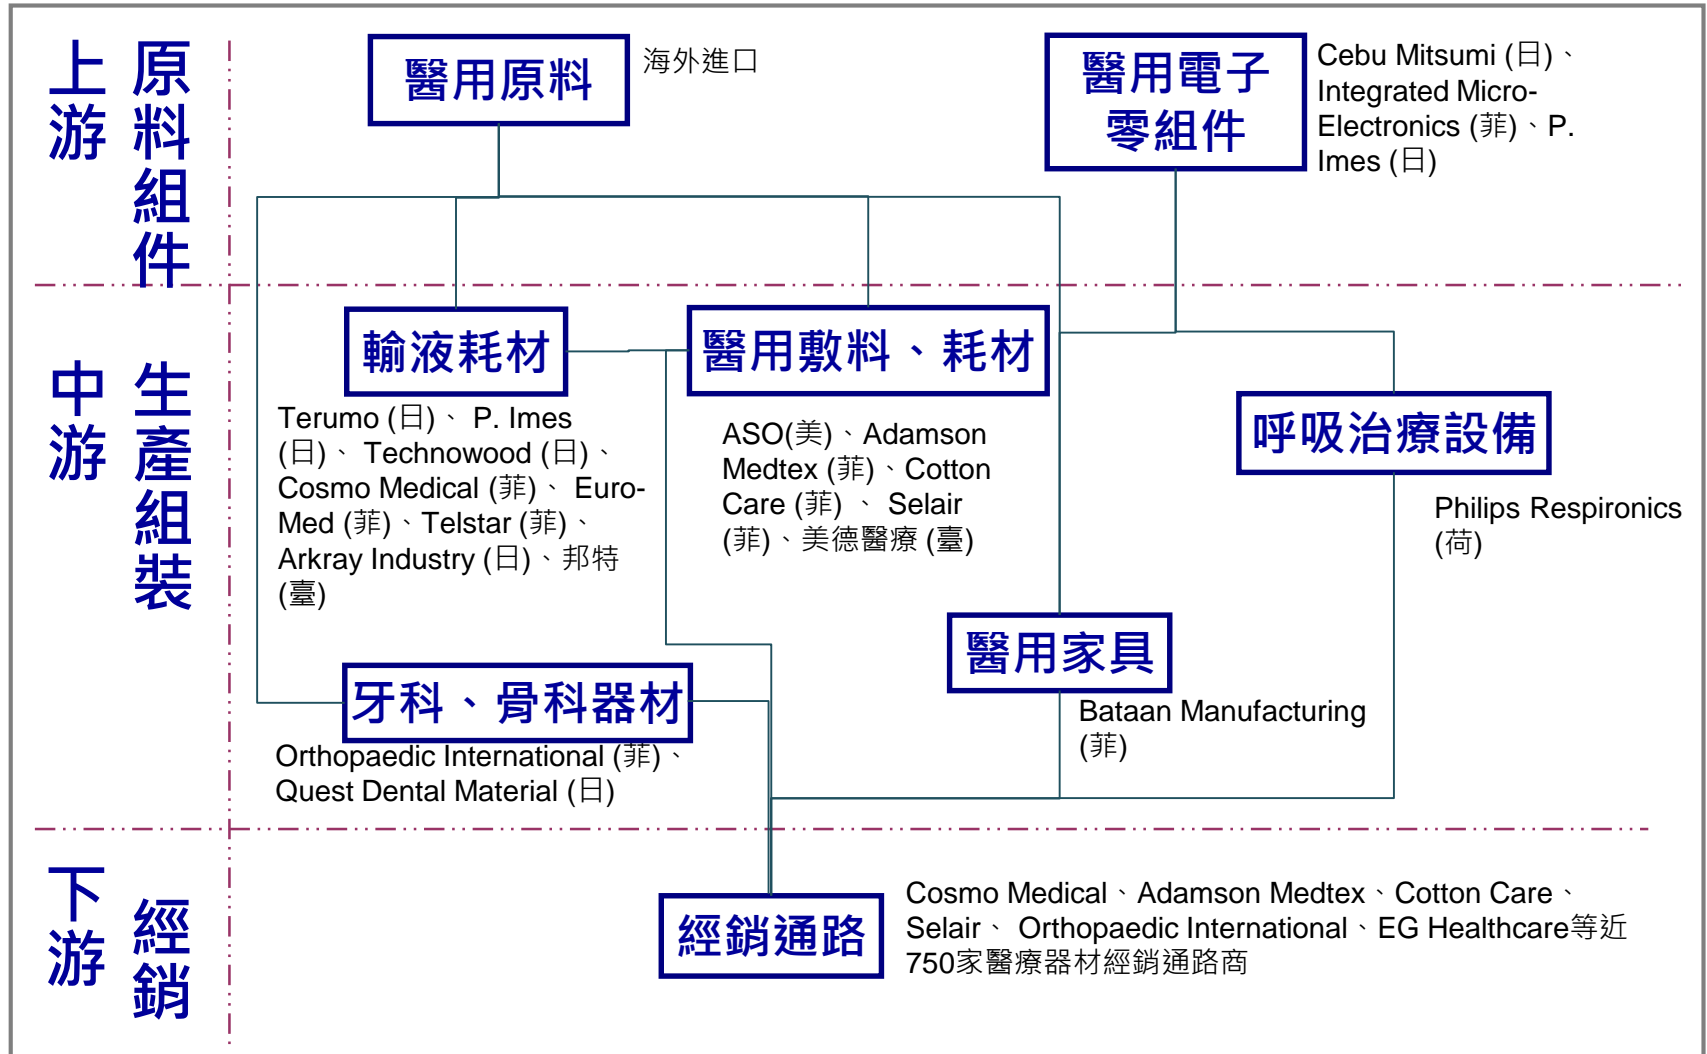 上游
原料組件
醫用原料
海外進口
醫用電子
零組件
Cebu Mitsumi (日)、
Integrated Micro-
Electronics (菲)、P.
Imes (日)
中游
生產組裝
輸液耗材
Terumo (日)、 P. Imes
(日)、 Technowood (日)、
Cosmo Medical (菲)、 Euro-
Med (菲)、Telstar (菲)、
Arkray Industry (日)、邦特
(臺)
醫用敷料、耗材
ASO(美)、Adamson
Medtex (菲)、Cotton
Care (菲) 、 Selair
(菲)、美德醫療 (臺)
呼吸治療設備
Philips Respironics
(荷)
牙科、骨科器材
Orthopaedic International (菲)、
Quest Dental Material (日)
醫用家具
Bataan Manufacturing
(菲)
下游
經銷
經銷通路
Cosmo Medical、Adamson Medtex、Cotton Care、
Selair、 Orthopaedic International、EG Healthcare等近
750家醫療器材經銷通路商